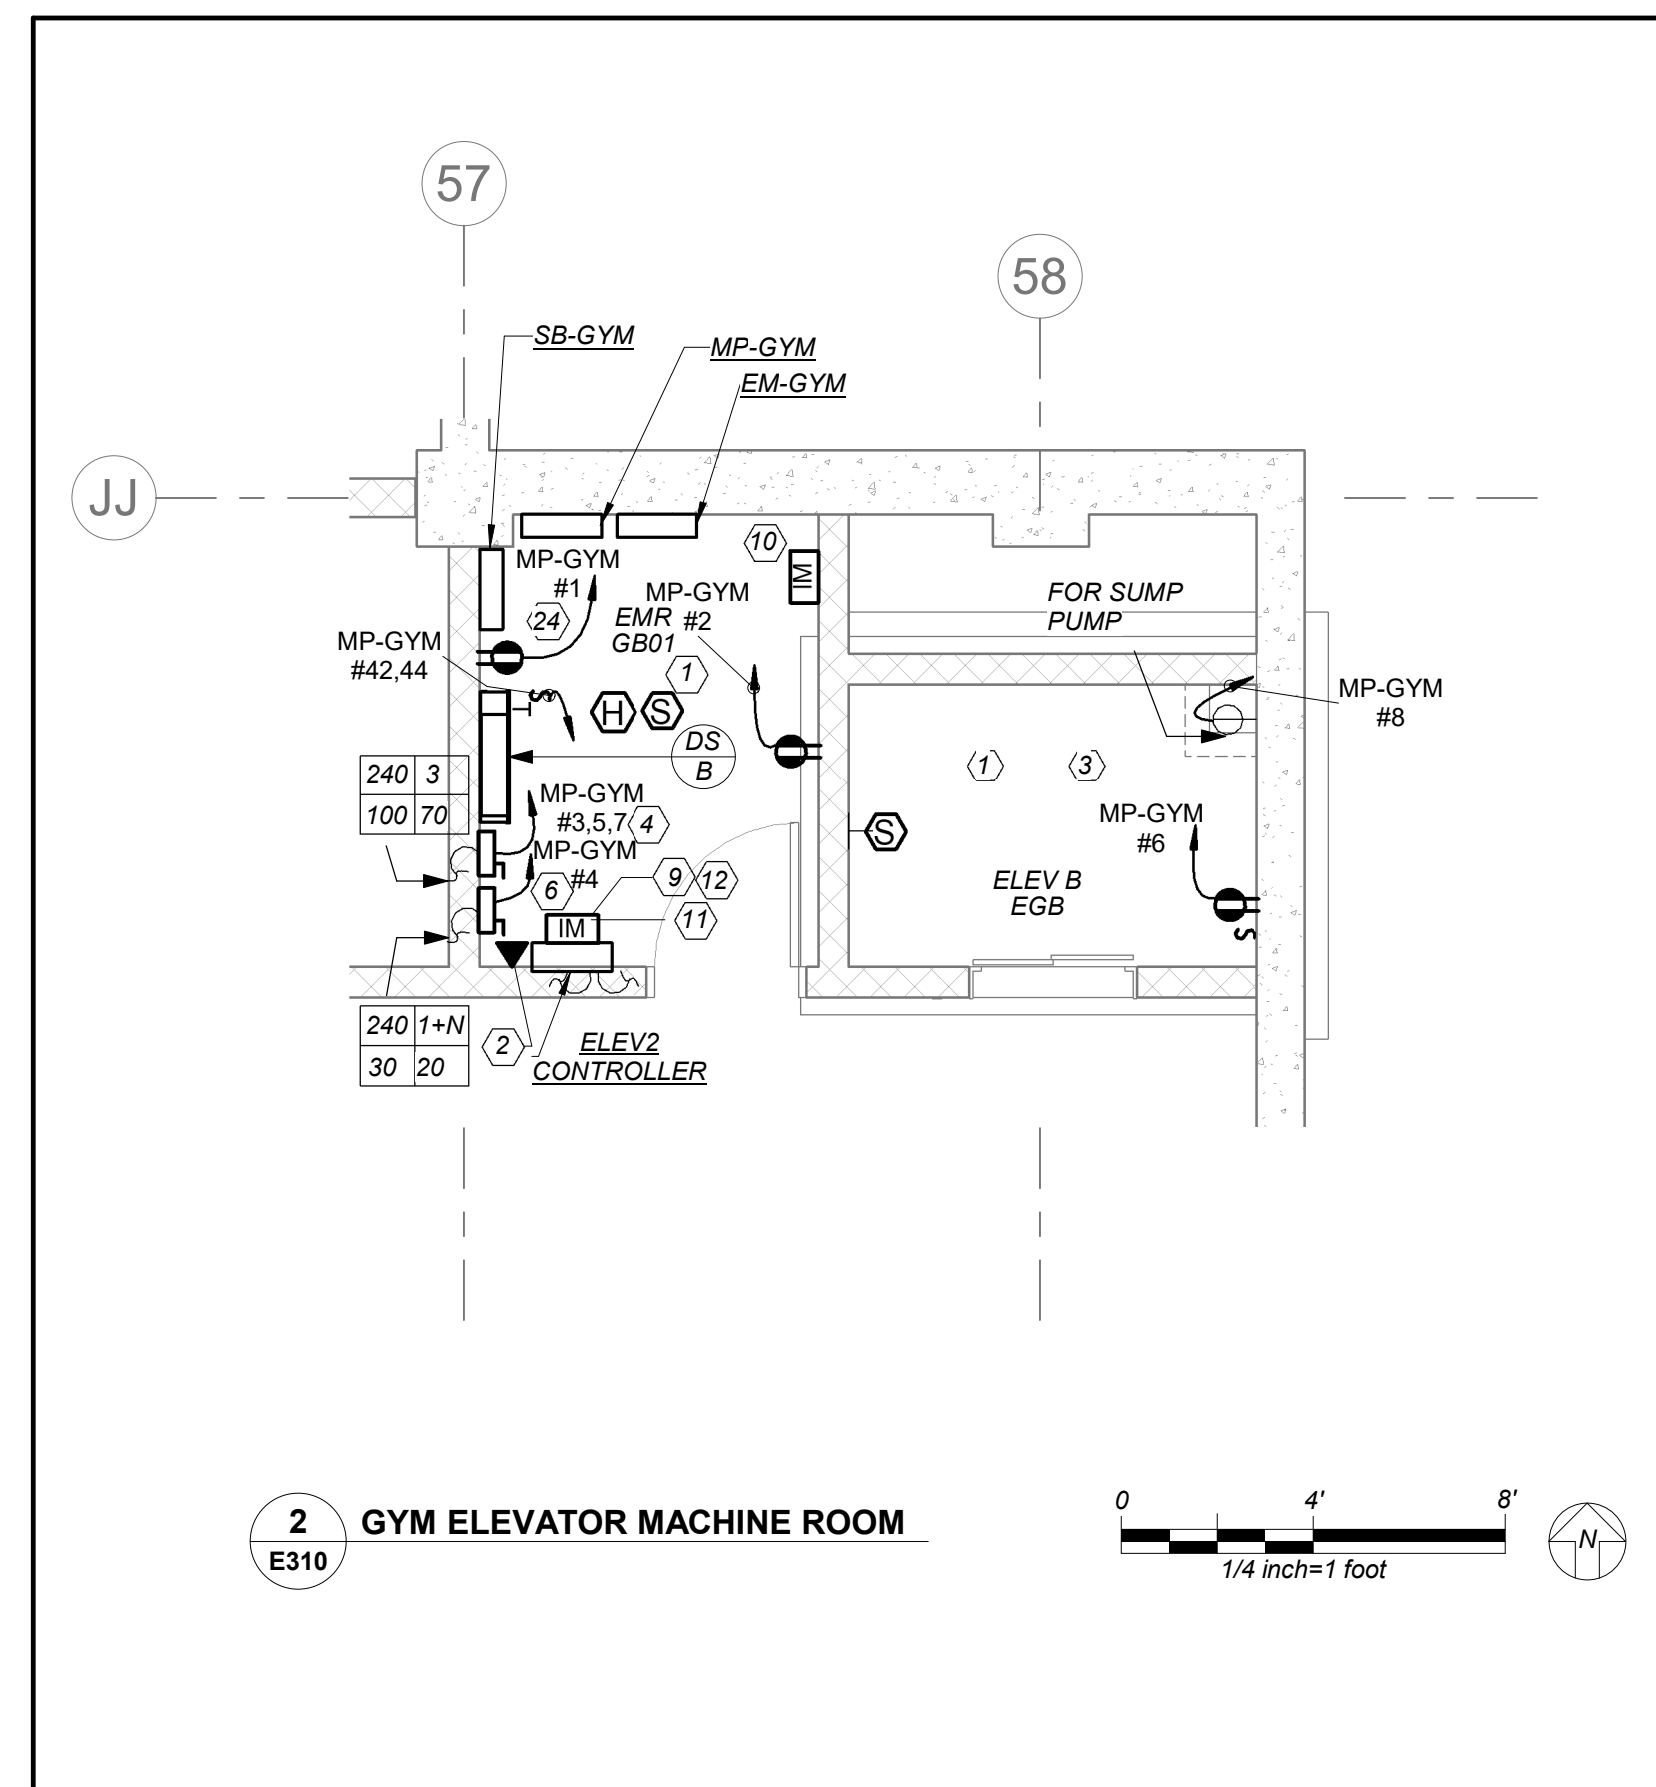 57
58
SB-GYM
MP-GYM
EM-GYM
JJ
10
IM
MP-GYM
#1
24
MP-GYM
#2
EMR
GB01
1
FOR SUMP
PUMP
MP-GYM
#42,44
S
T
H
S
DS
B
MP-GYM
#8
240 3
100 70
1
3
MP-GYM
#3,5,7
4
MP-GYM
#4
6
9
12
11
IM
S
MP-GYM
#6
ELEV B
EGB
S
240 1+N
30 20
2
ELEV2
CONTROLLER
2
E310
GYM ELEVATOR MACHINE ROOM
0 4' 8'
1/4 inch=1 foot
N